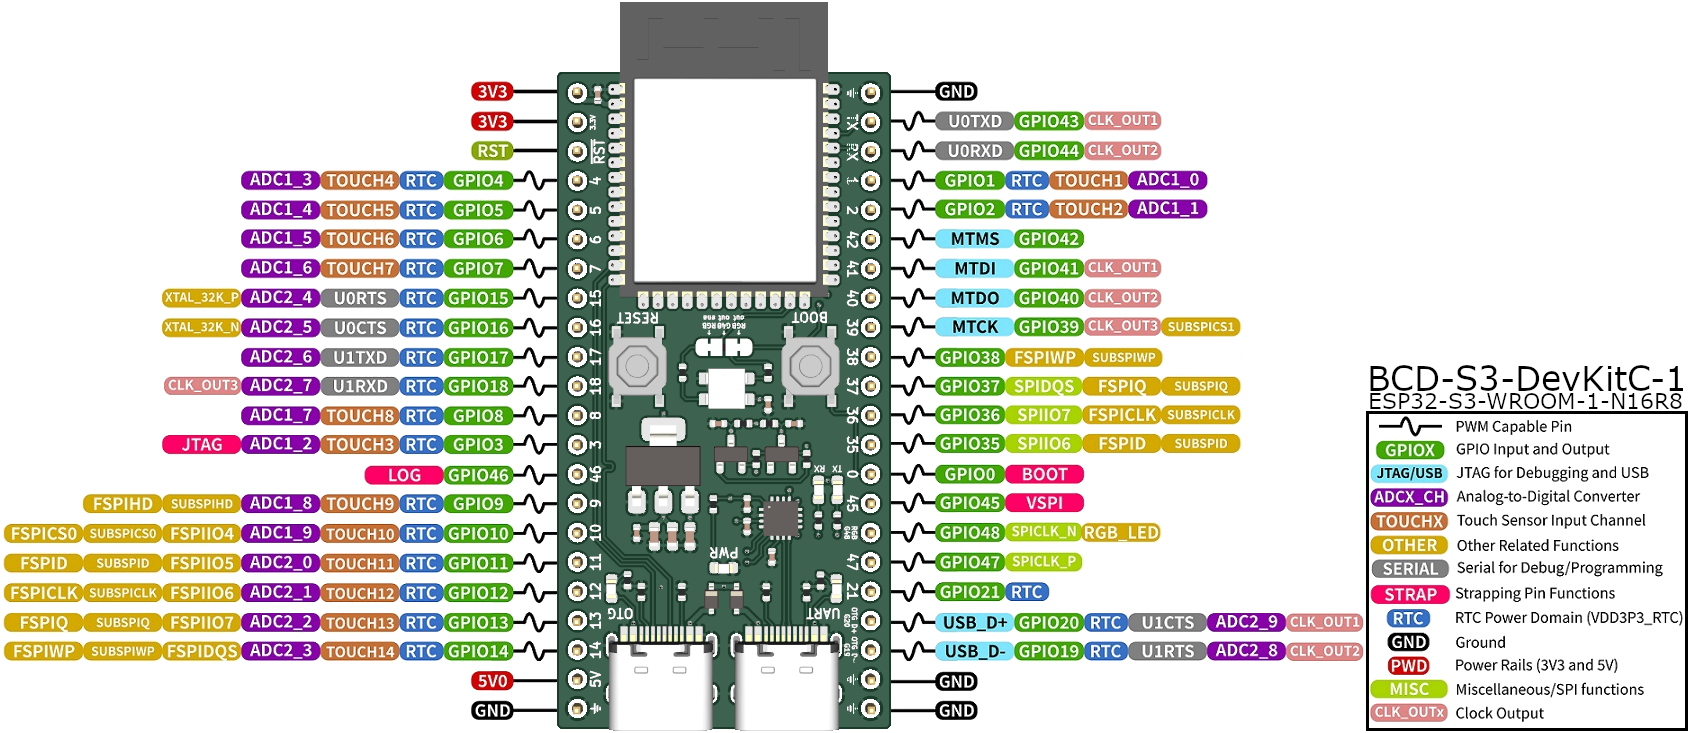 3V3 GND
3V3 U0TXD GPIO43 CLK_OUT1
RST U0RXD GPIO44 CLK_OUT2
ADC1_3 TOUCH4 RTC GPIO4 4 1 GPIO1 RTC TOUCH1 ADC1_0
ADC1_4 TOUCH5 RTC GPIO5 5 2 GPIO2 RTC TOUCH2 ADC1_1
ADC1_5 TOUCH6 RTC GPIO6 6 42 MTMS GPIO42
ADC1_6 TOUCH7 RTC GPIO7 7 41 MTDI GPIO41 CLK_OUT1
XTAL_32K_P ADC2_4 U0RTS RTC GPIO15 15 40 MTDO GPIO40 CLK_OUT2
XTAL_32K_N ADC2_5 U0CTS RTC GPIO16 16 39 MTCK GPIO39 CLK_OUT3 SUBSPICS1
ADC2_6 U1TXD RTC GPIO17 17 38 GPIO38 FSPIWP SUBSPIWP
CLK_OUT3 ADC2_7 U1RXD RTC GPIO18 18 37 GPIO37 SPIDQS FSPIQ SUBSPIQ
ADC1_7 TOUCH8 RTC GPIO8 8 36 GPIO36 SPIIO7 FSPICLK SUBSPICLK
JTAG ADC1_2 TOUCH3 RTC GPIO3 3 35 GPIO35 SPIIO6 FSPID SUBSPID
LOG GPIO46 46 0 GPIO0 BOOT
FSPIHD SUBSPIHD ADC1_8 TOUCH9 RTC GPIO9 9 45 GPIO45 VSPI
FSPICS0 SUBSPICS0 FSPIIO4 ADC1_9 TOUCH10 RTC GPIO10 10 GPIO48 SPICLK_N RGB_LED
FSPID SUBSPID FSPIIO5 ADC2_0 TOUCH11 RTC GPIO11 11 47 GPIO47 SPICLK_P
FSPICLK SUBSPICLK FSPIIO6 ADC2_1 TOUCH12 RTC GPIO12 12 21 GPIO21 RTC
FSPIQ SUBSPIQ FSPIIO7 ADC2_2 TOUCH13 RTC GPIO13 13 USB_D+ GPIO20 RTC U1CTS ADC2_9 CLK_OUT1
FSPIWP SUBSPIWP FSPIDQS ADC2_3 TOUCH14 RTC GPIO14 14 USB_D- GPIO19 RTC U1RTS ADC2_8 CLK_OUT2
5V0 5V GND
GND GND
3.3V
RST
TX
RX
RESET
BOOT
RX TX
PWR
OTG
UART
BCD-S3-DevKitC-1
ESP32-S3-WROOM-1-N16R8
PWM Capable Pin
GPIOX GPIO Input and Output
JTAG/USB JTAG for Debugging and USB
ADCX_CH Analog-to-Digital Converter
TOUCHX Touch Sensor Input Channel
OTHER Other Related Functions
SERIAL Serial for Debug/Programming
STRAP Strapping Pin Functions
RTC RTC Power Domain (VDD3P3_RTC)
GND Ground
PWD Power Rails (3V3 and 5V)
MISC Miscellaneous/SPI functions
CLK_OUTx Clock Output